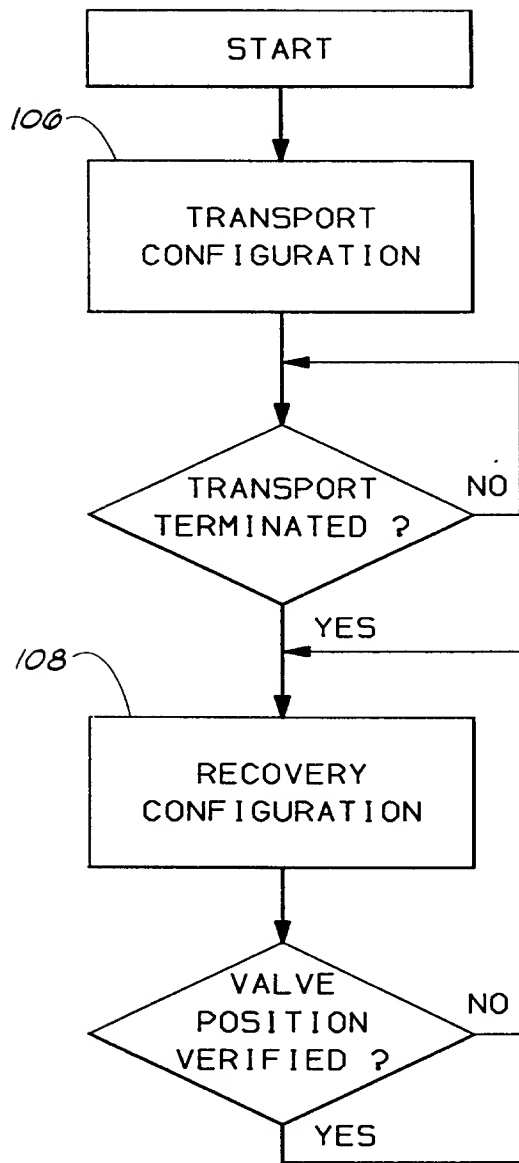 START
106
TRANSPORT
CONFIGURATION
TRANSPORT
TERMINATED ?
NO
YES
108
RECOVERY
CONFIGURATION
VALVE
POSITION
VERIFIED ?
NO
YES